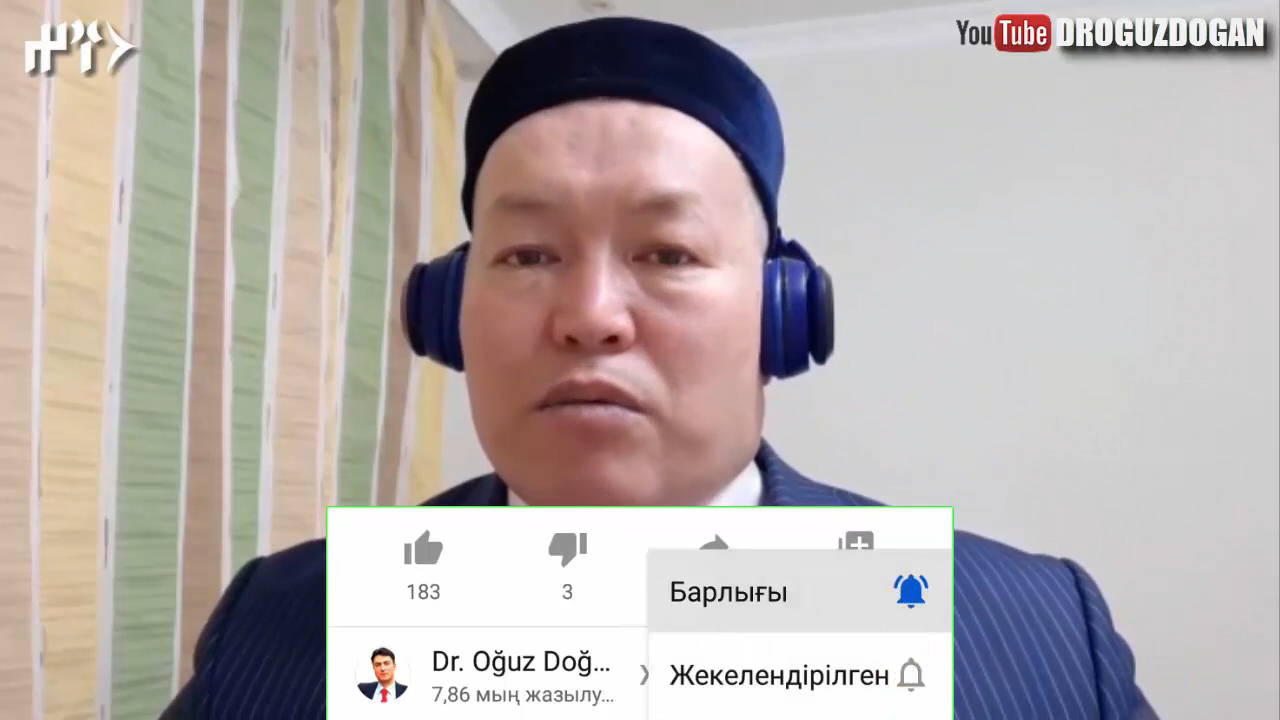 YouTube DROGUZDOGAN
183
3
Барлығы
Dr. Oğuz Doğ...
7,86 мың жазылу...
Жекелендірілген